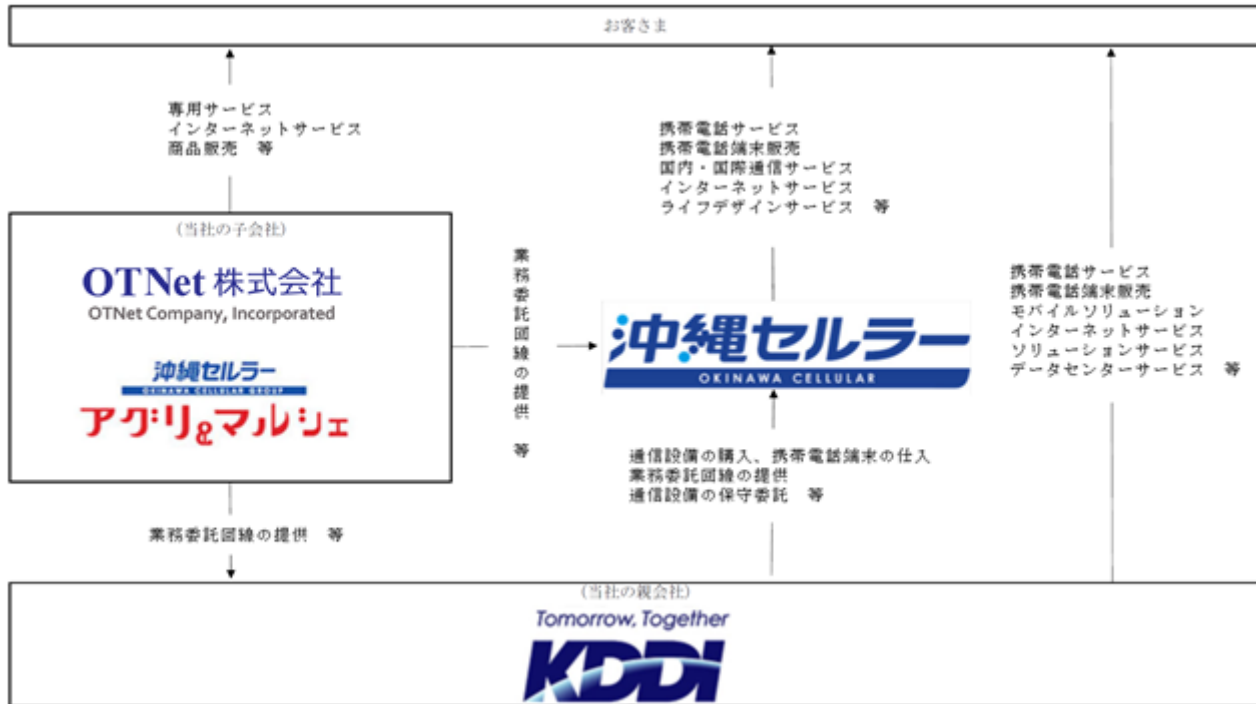 お客さま
専用サービス
インターネットサービス
商品販売 等
携帯電話サービス
携帯電話端末販売
国内・国際通信サービス
インターネットサービス
ライフデザインサービス 等
携帯電話サービス
携帯電話端末販売
モバイルソリューション
インターネットサービス
ソリューションサービス
データセンターサービス 等
(当社の子会社)
OTNet 株式会社
OTNet Company, Incorporated
沖縄セルラー
OKINAWA CELLULAR GROUP
アグリ&マルシェ
業務委託回線の提供 等
沖縄セルラー
OKINAWA CELLULAR
通信設備の購入、携帯電話端末の仕入
業務委託回線の提供
通信設備の保守委託 等
業務委託回線の提供 等
(当社の親会社)
Tomorrow, Together
KDDI